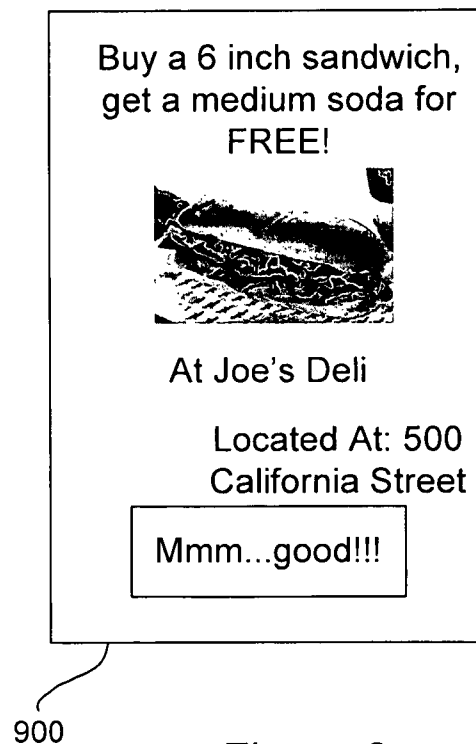 Buy a 6 inch sandwich,
get a medium soda for
FREE!
At Joe's Deli
Located At: 500
California Street
Mmm...good!!!
900